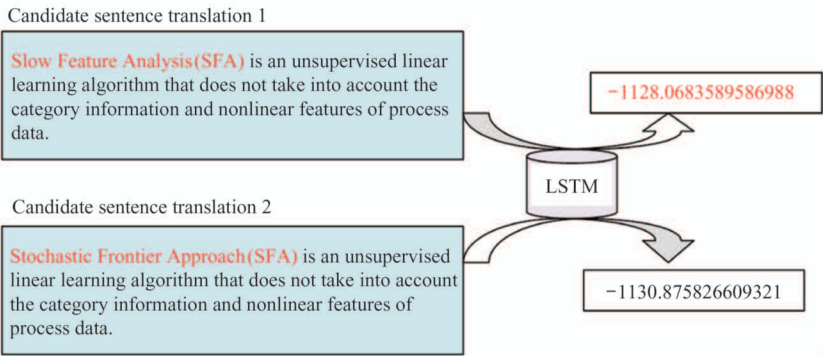 Candidate sentence translation 1
Slow Feature Analysis(SFA) is an unsupervised linear
learning algorithm that does not take into account the
category information and nonlinear features of process
data.
−1128.0683589586988
LSTM
Candidate sentence translation 2
Stochastic Frontier Approach(SFA) is an unsupervised
linear learning algorithm that does not take into account
the category information and nonlinear features of
process data.
−1130.875826609321